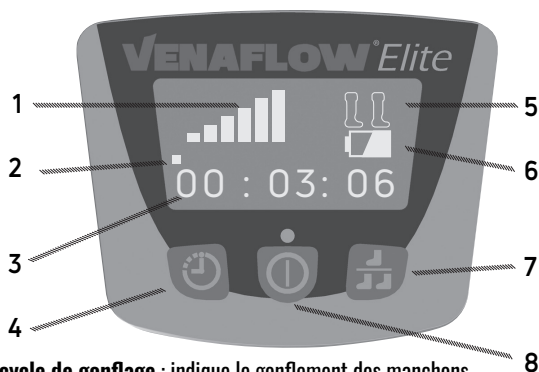 VENAFLOW® Elite
1
5
2
6
00 : 03: 06
3
7
4
8
cycle de gonflage : indique le gonflement des manchons